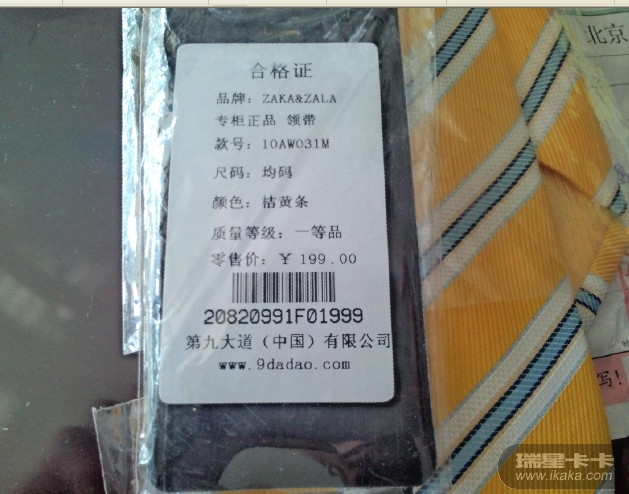 合格证
品牌：ZAKA&ZALA
专柜正品 领带
款号：10AW031M
尺码：均码
颜色：桔黄条
质量等级：一等品
零售价：￥199.00
20820991F01999
第九大道（中国）有限公司
www.9dadao.com
北京
写！
瑞星卡卡
www.ikaka.com